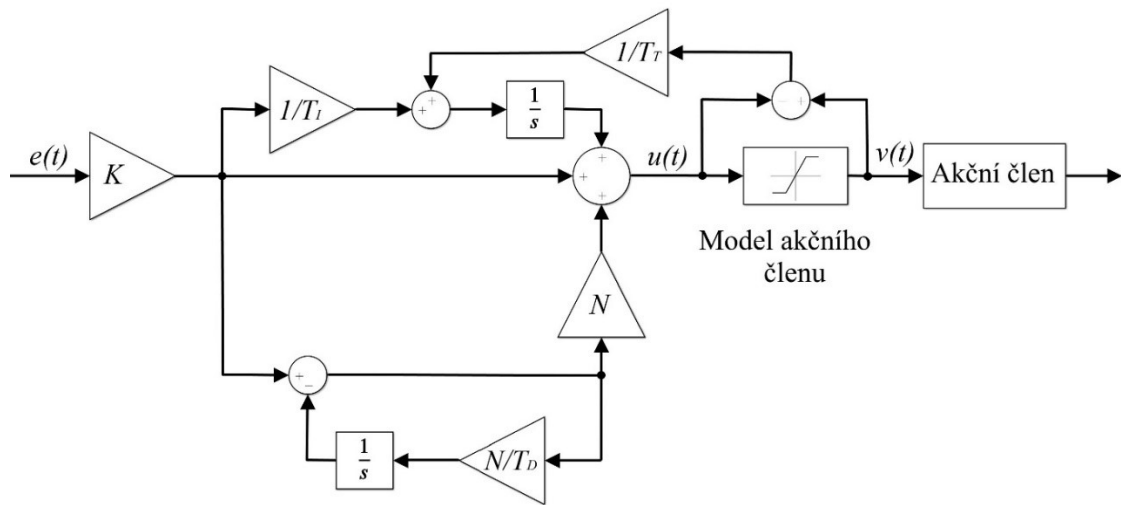 1/T_T
1/T_I
+
+
1
s
- +
e(t)
K
+
+
+
u(t)
v(t)
Akční člen
Model akčního
členu
N
+
-
1
s
N/T_D